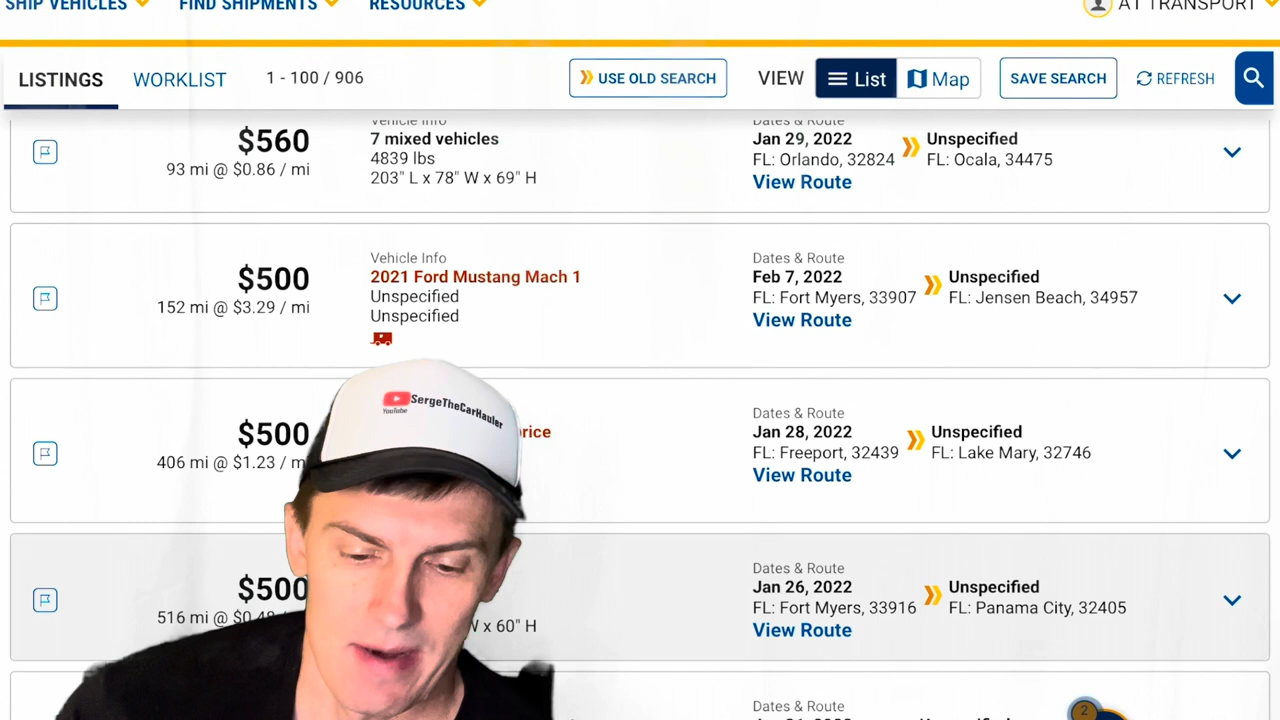 SHIP VEHICLES FIND SHIPMENTS RESOURCES AT TRANSPORT
LISTINGS WORKLIST 1 - 100 / 906 USE OLD SEARCH VIEW List Map SAVE SEARCH REFRESH
$560
93 mi @ $0.86 / mi
Vehicle Info
7 mixed vehicles
4839 lbs
203" L x 78" W x 69" H
Dates & Route
Jan 29, 2022
FL: Orlando, 32824
View Route
Unspecified
FL: Ocala, 34475
$500
152 mi @ $3.29 / mi
Vehicle Info
2021 Ford Mustang Mach 1
Unspecified
Unspecified
Dates & Route
Feb 7, 2022
FL: Fort Myers, 33907
View Route
Unspecified
FL: Jensen Beach, 34957
$500
406 mi @ $1.23 / m
rice
Dates & Route
Jan 28, 2022
FL: Freeport, 32439
View Route
Unspecified
FL: Lake Mary, 32746
$500
516 mi @
W x 60" H
Dates & Route
Jan 26, 2022
FL: Fort Myers, 33916
View Route
Unspecified
FL: Panama City, 32405
Dates & Route
2
YouTube
SergeTheCarHauler